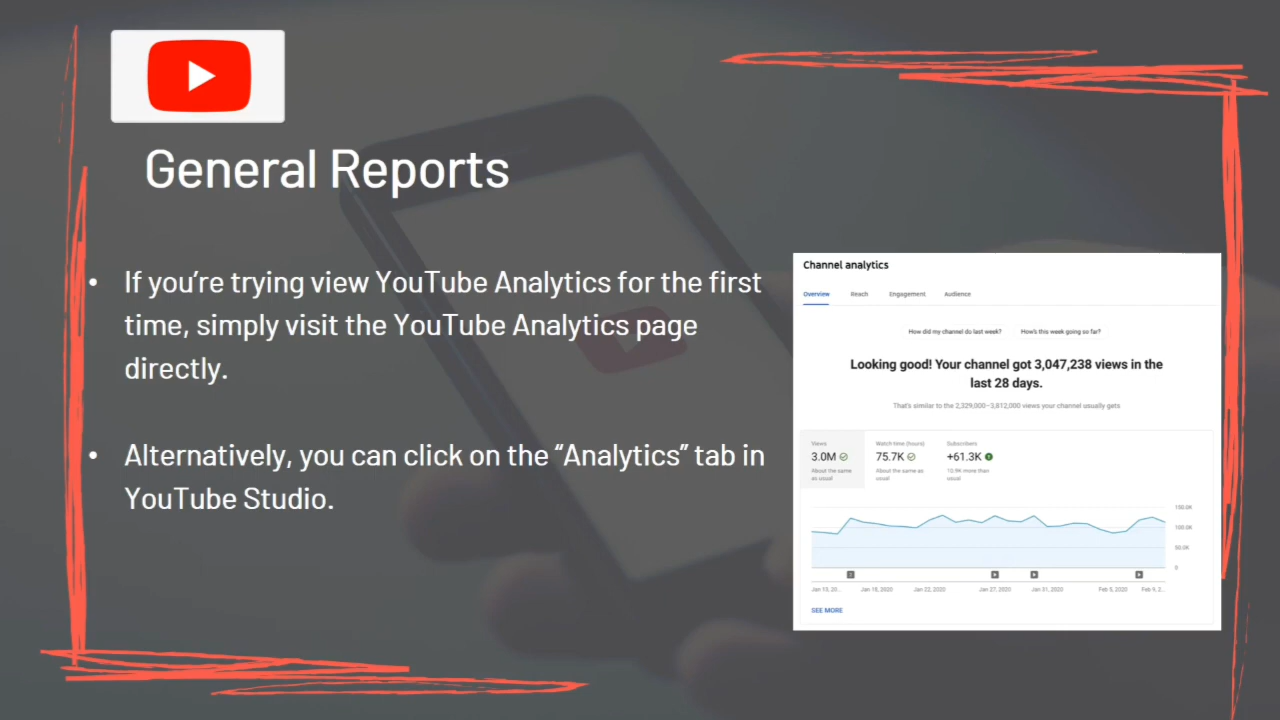 General Reports
• If you’re trying view YouTube Analytics for the first
time, simply visit the YouTube Analytics page
directly.
• Alternatively, you can click on the “Analytics” tab in
YouTube Studio.
Channel analytics
Overview Reach Engagement Audience
How did my channel do last week? How's this week going so far?
Looking good! Your channel got 3,047,238 views in the
last 28 days.
That's similar to the 2,329,000–3,812,000 views your channel usually gets
Views Watch time (hours) Subscribers
3.0M 75.7K +61.3K
About the same About the same as 10.9K more than
as usual usual usual
150.0K
100.0K
50.0K
0
Jan 13, 20... Jan 18, 2020 Jan 22, 2020 Jan 27, 2020 Jan 31, 2020 Feb 5, 2020 Feb 9, 2...
SEE MORE